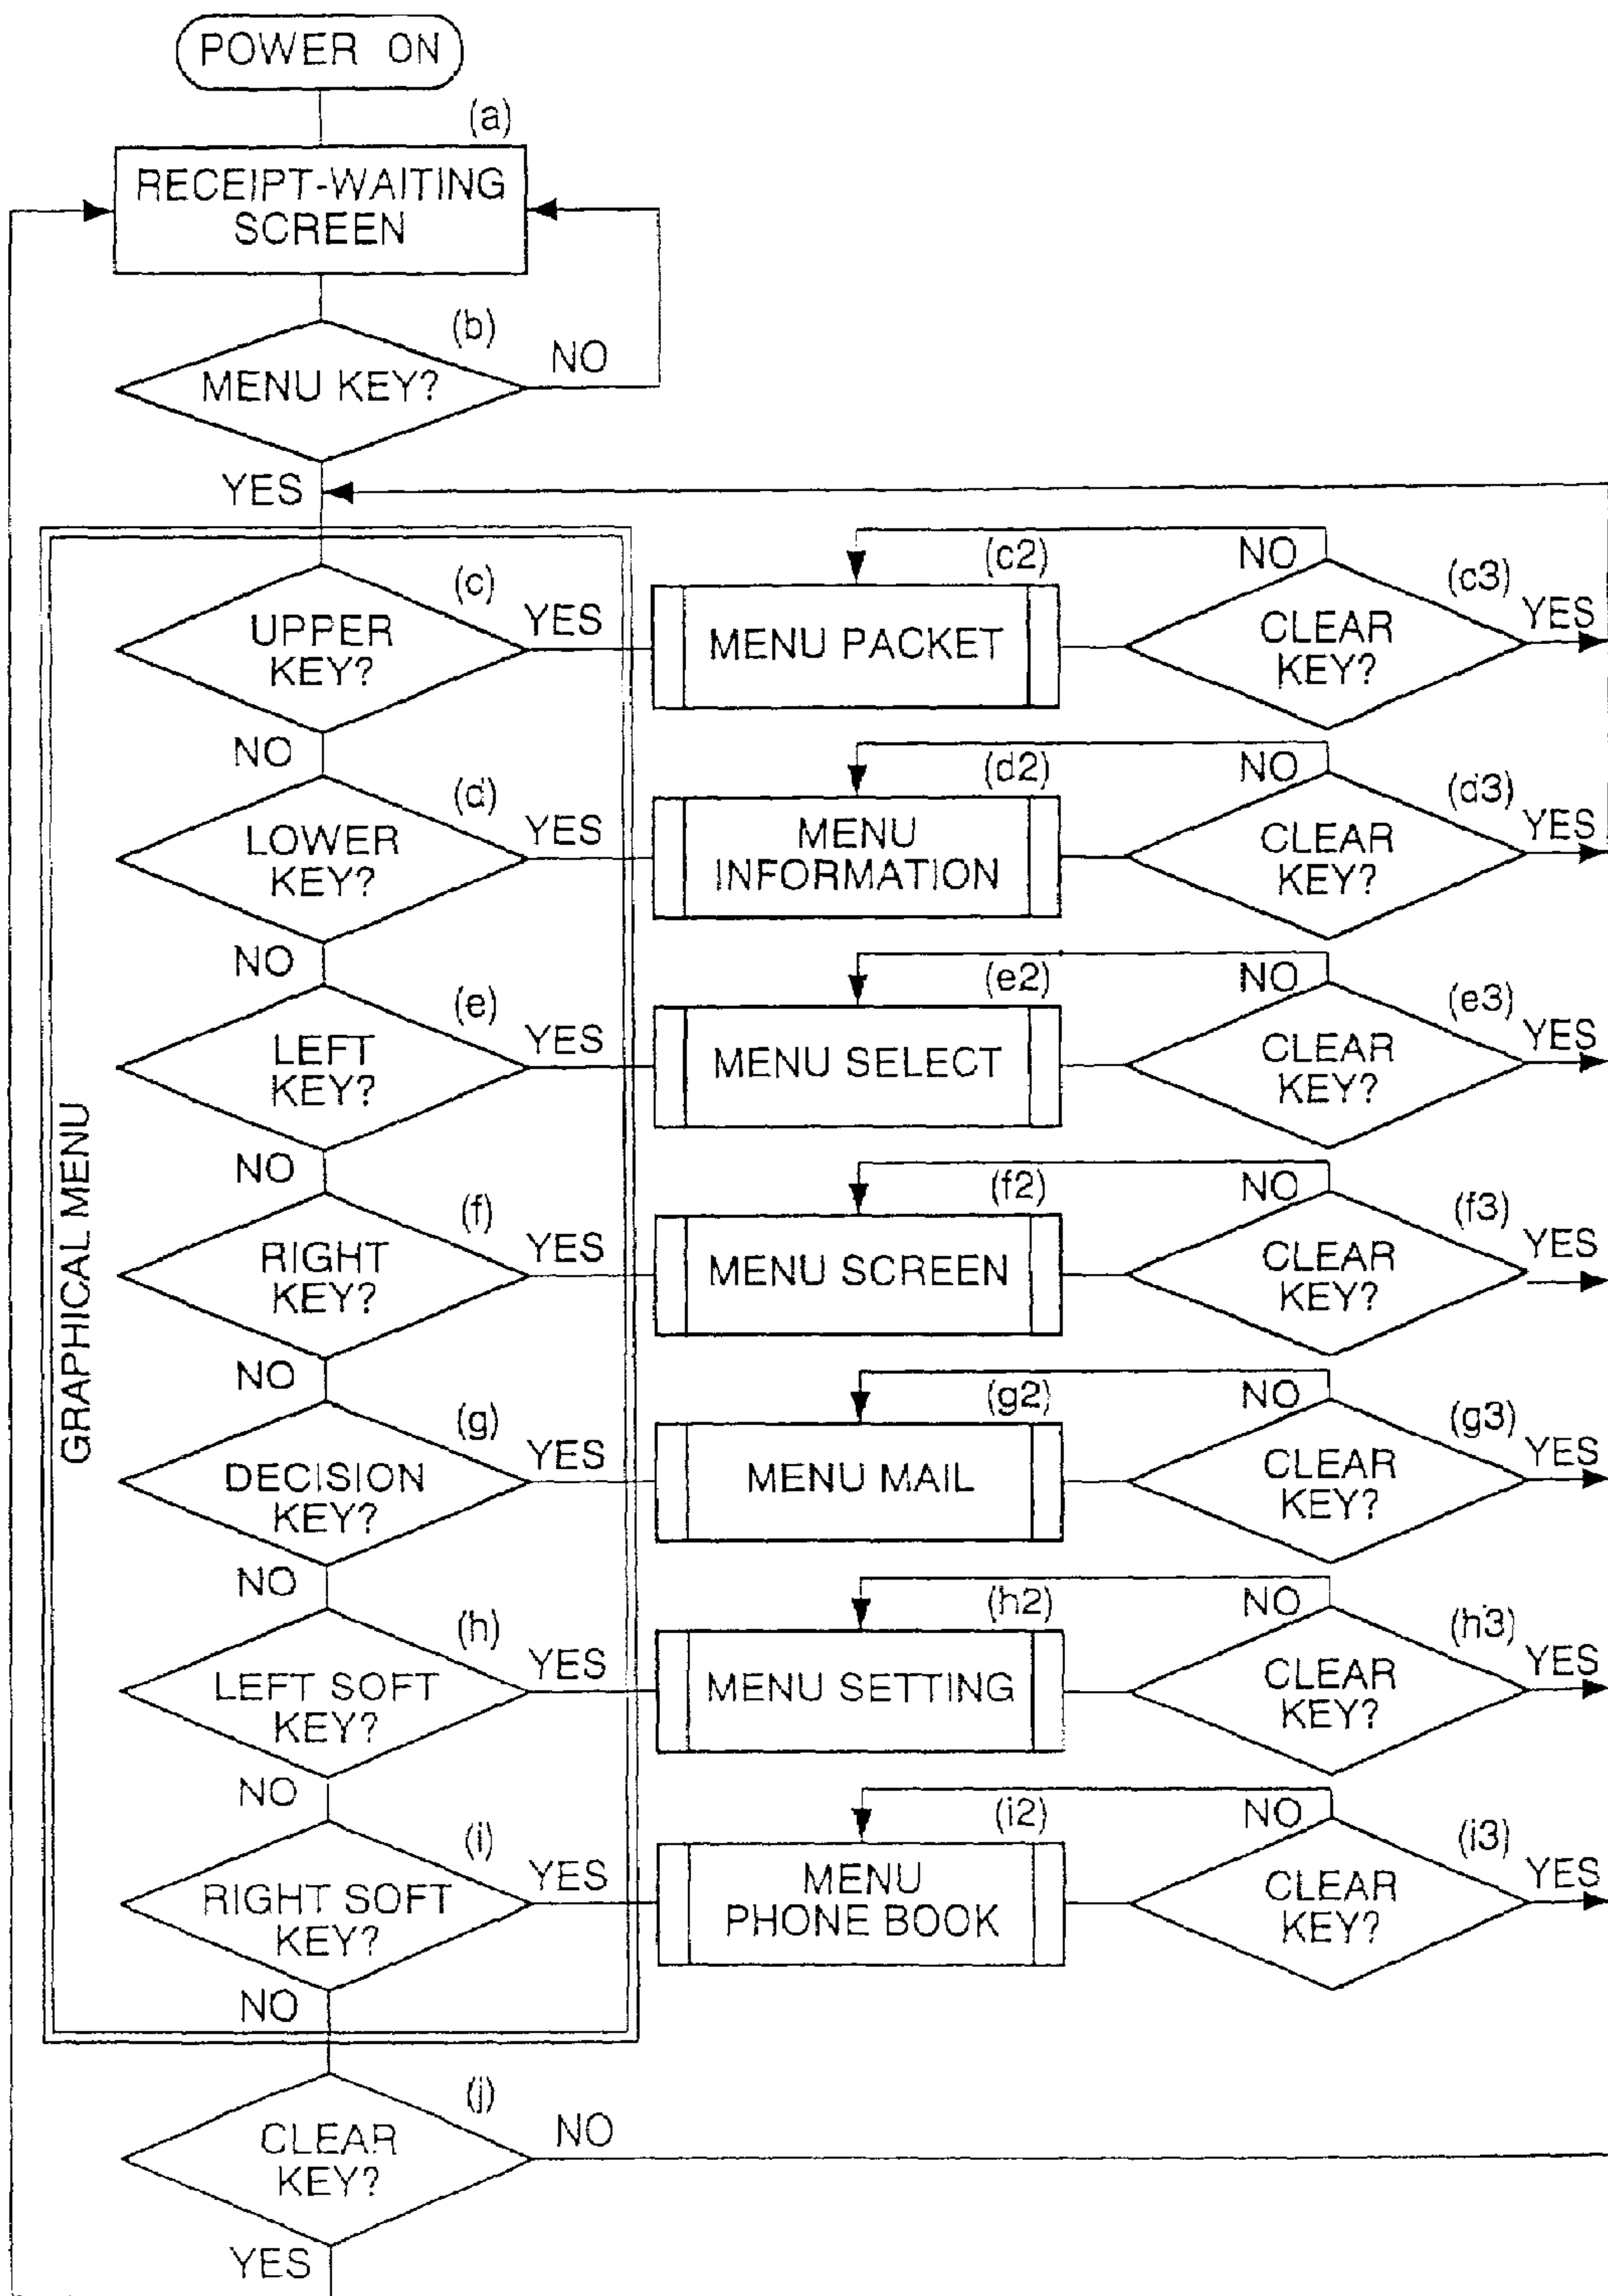 POWER ON
(a)
RECEIPT-WAITING
SCREEN
(b)
MENU KEY?
NO
YES
GRAPHICAL MENU
(c)
UPPER
KEY?
YES
NO
(c2)
MENU PACKET
NO
(c3)
CLEAR
KEY?
YES
(d)
LOWER
KEY?
YES
NO
(d2)
MENU
INFORMATION
NO
(d3)
CLEAR
KEY?
YES
(e)
LEFT
KEY?
YES
NO
(e2)
MENU SELECT
NO
(e3)
CLEAR
KEY?
YES
(f)
RIGHT
KEY?
YES
NO
(f2)
MENU SCREEN
NO
(f3)
CLEAR
KEY?
YES
(g)
DECISION
KEY?
YES
NO
(g2)
MENU MAIL
NO
(g3)
CLEAR
KEY?
YES
(h)
LEFT SOFT
KEY?
YES
NO
(h2)
MENU SETTING
NO
(h3)
CLEAR
KEY?
YES
(i)
RIGHT SOFT
KEY?
YES
NO
(i2)
MENU
PHONE BOOK
NO
(i3)
CLEAR
KEY?
YES
(j)
CLEAR
KEY?
NO
YES